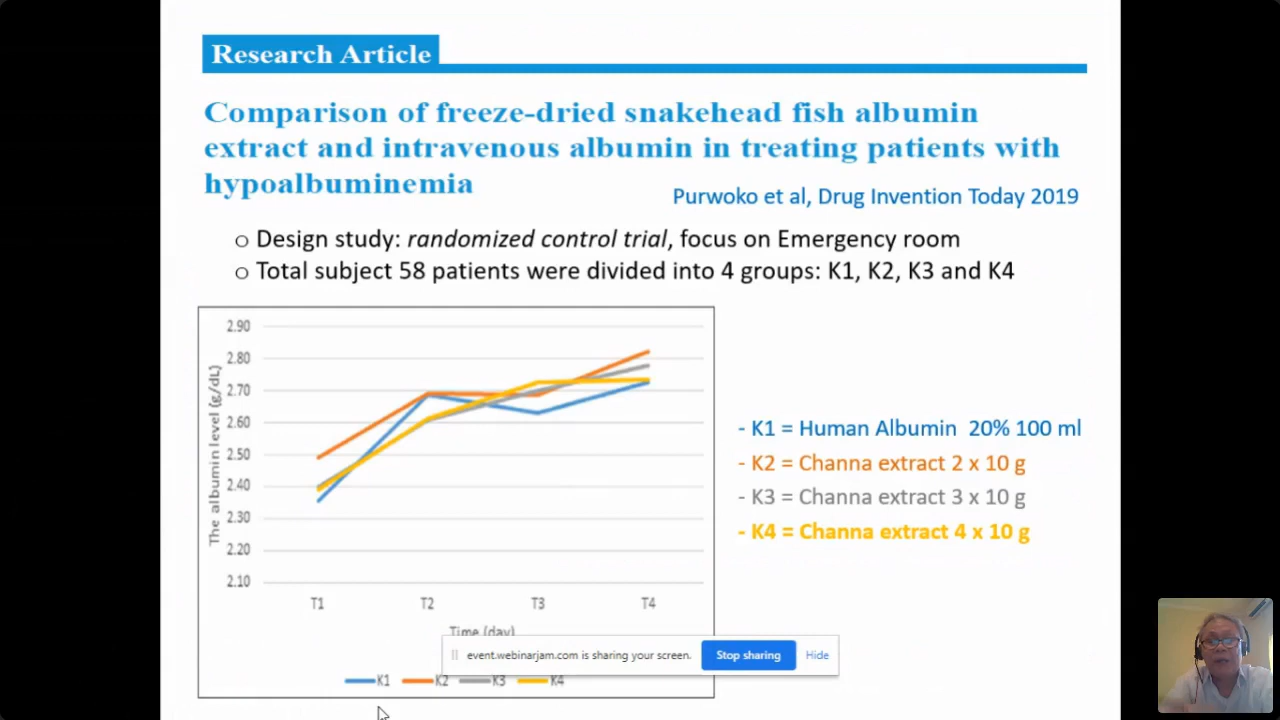 Research Article
Comparison of freeze-dried snakehead fish albumin
extract and intravenous albumin in treating patients with
hypoalbuminemia
Purwoko et al, Drug Invention Today 2019
o Design study: randomized control trial, focus on Emergency room
o Total subject 58 patients were divided into 4 groups: K1, K2, K3 and K4
The albumin level (g/dL)
2.90
2.80
2.70
2.60
2.50
2.40
2.30
2.20
2.10
T1 T2 T3 T4
Time (day)
K1 K2 K3 K4
- K1 = Human Albumin 20% 100 ml
- K2 = Channa extract 2 x 10 g
- K3 = Channa extract 3 x 10 g
- K4 = Channa extract 4 x 10 g
event.webinarjam.com is sharing your screen. Stop sharing Hide